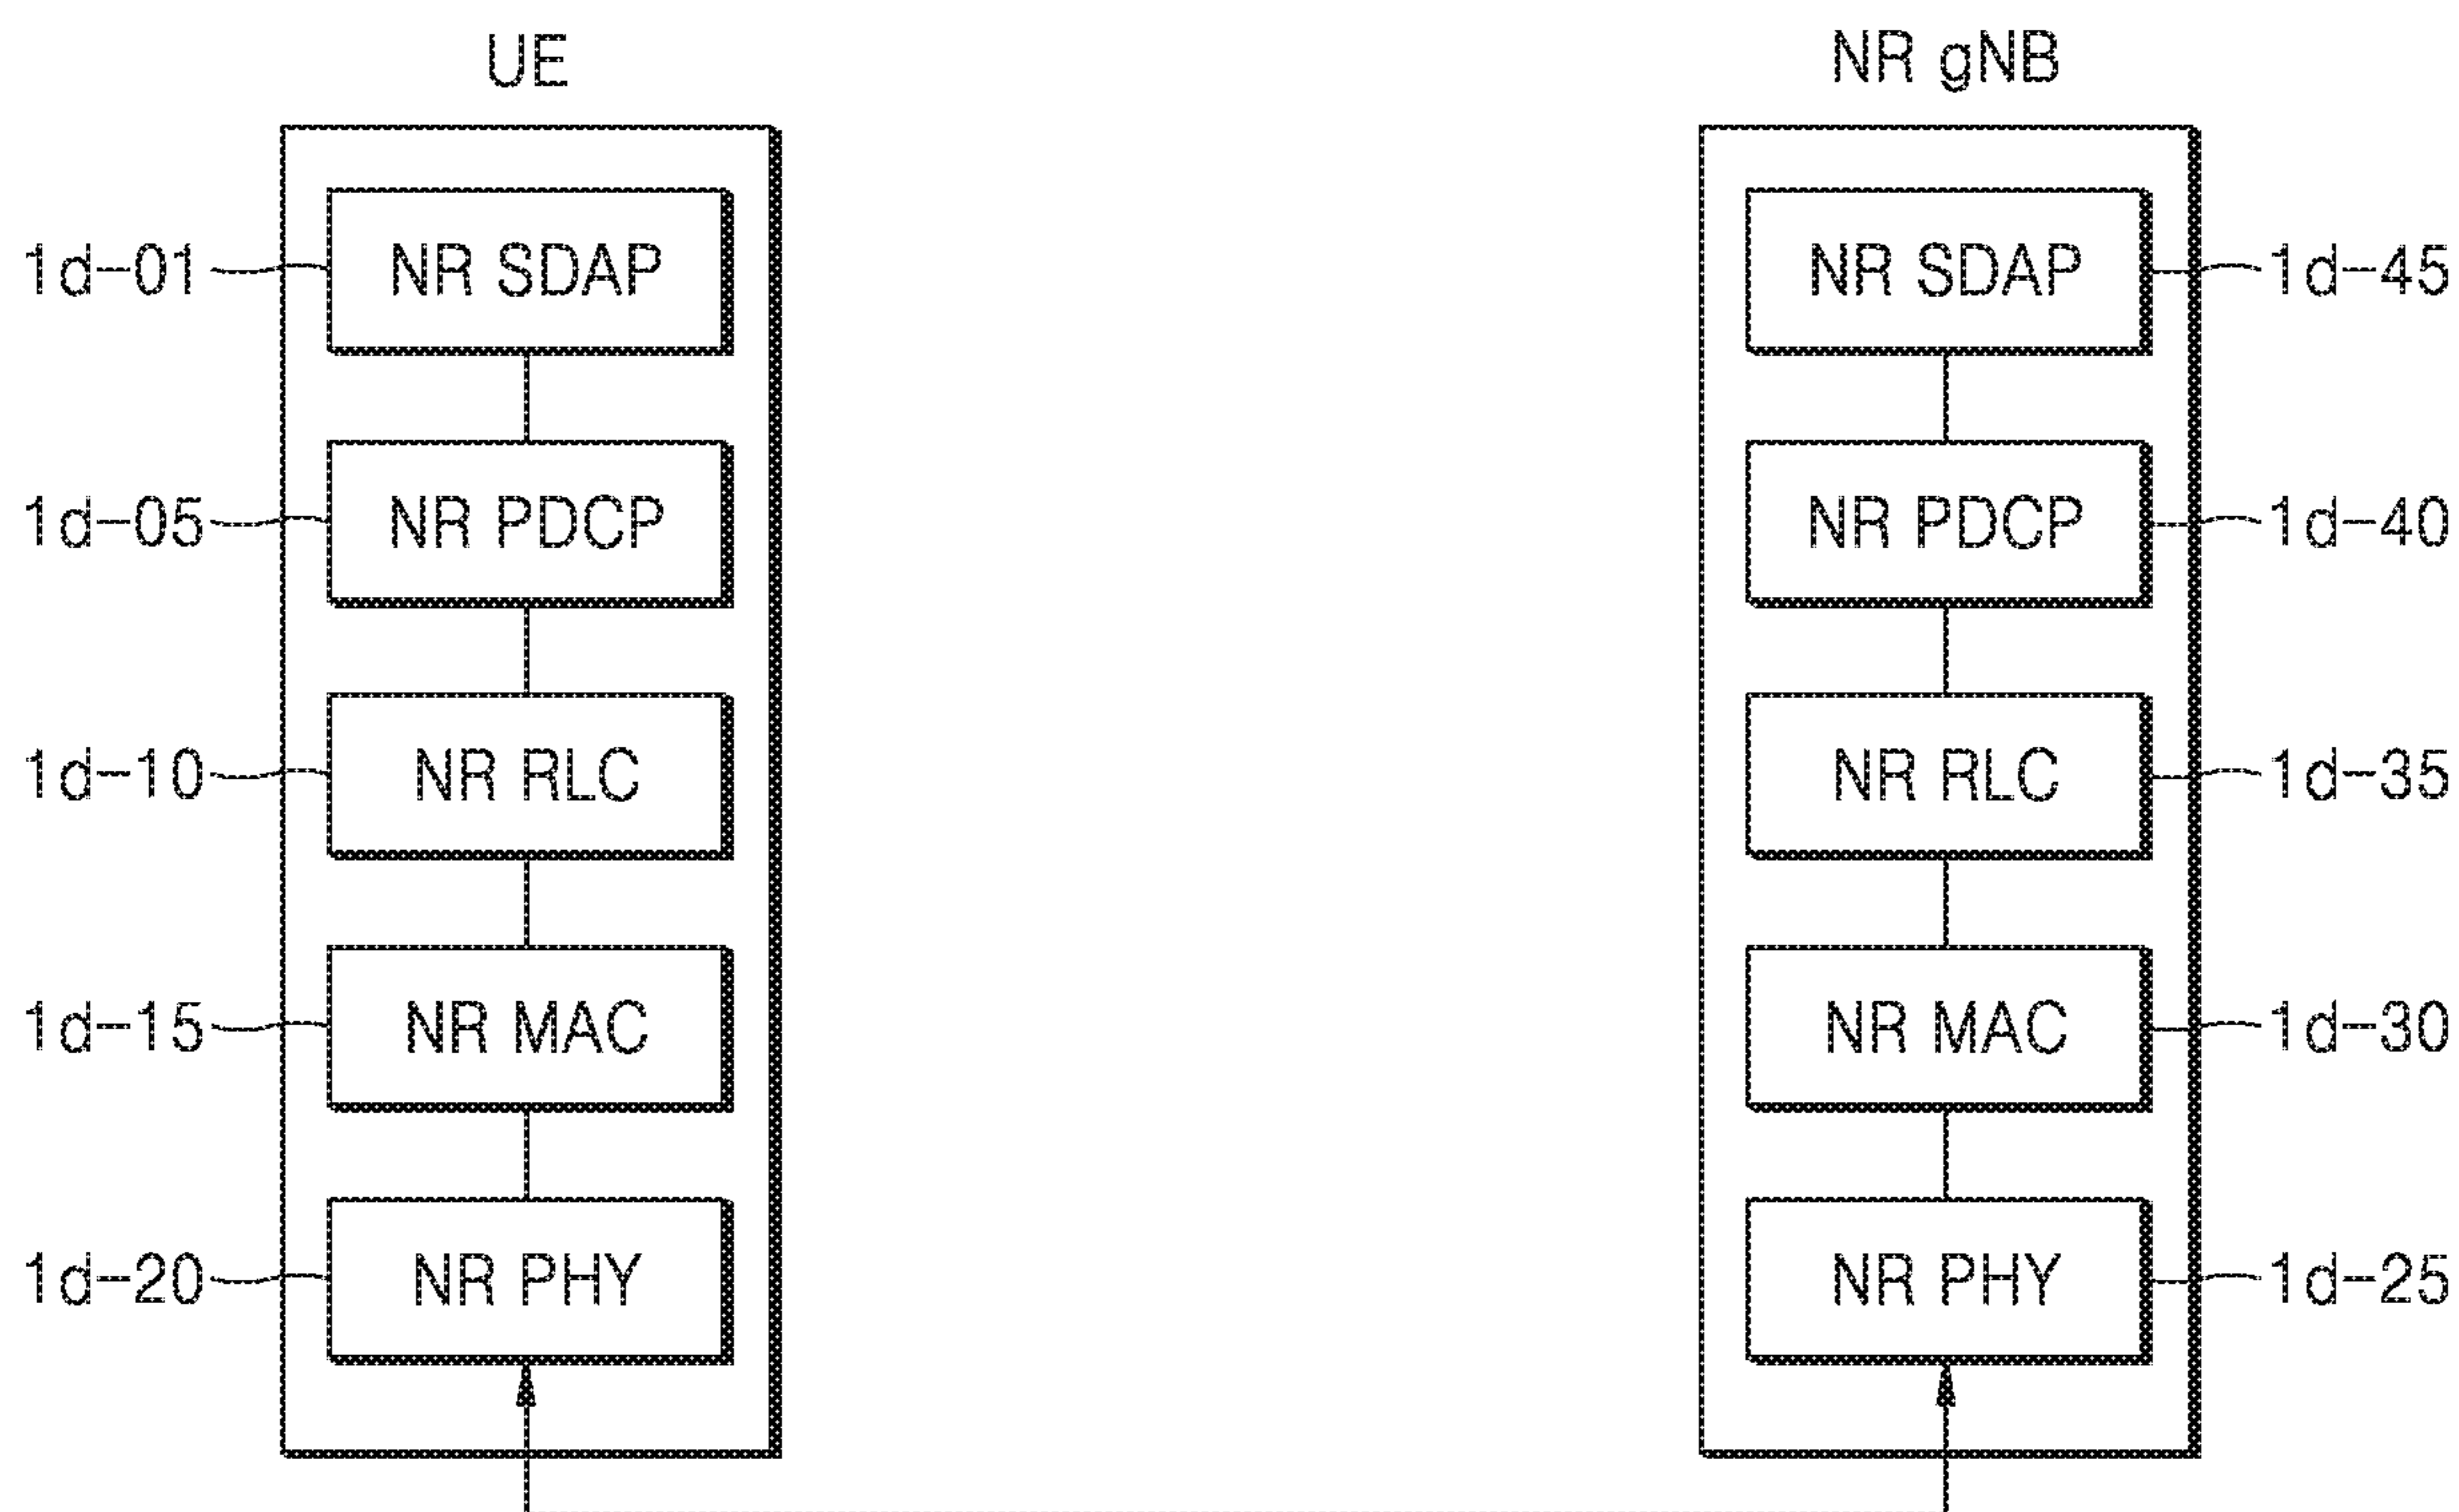 UE
NR gNB
1d-01
NR SDAP
NR SDAP
1d-45
1d-05
NR PDCP
NR PDCP
1d-40
1d-10
NR RLC
NR RLC
1d-35
1d-15
NR MAC
NR MAC
1d-30
1d-20
NR PHY
NR PHY
1d-25